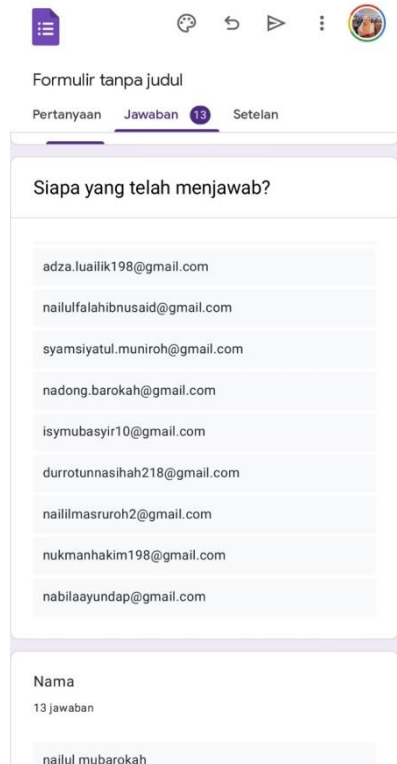 Formulir tanpa judul
Pertanyaan Jawaban 13 Setelan
Siapa yang telah menjawab?
adza.luailik198@gmail.com
nailulfalahibnusaid@gmail.com
syamsiyatul.muniroh@gmail.com
nadong.barokah@gmail.com
isymubasyir10@gmail.com
durrotunnasihah218@gmail.com
naililmasruroh2@gmail.com
nukmanhakim198@gmail.com
nabilaayundap@gmail.com
Nama
13 jawaban
nailul mubarokah